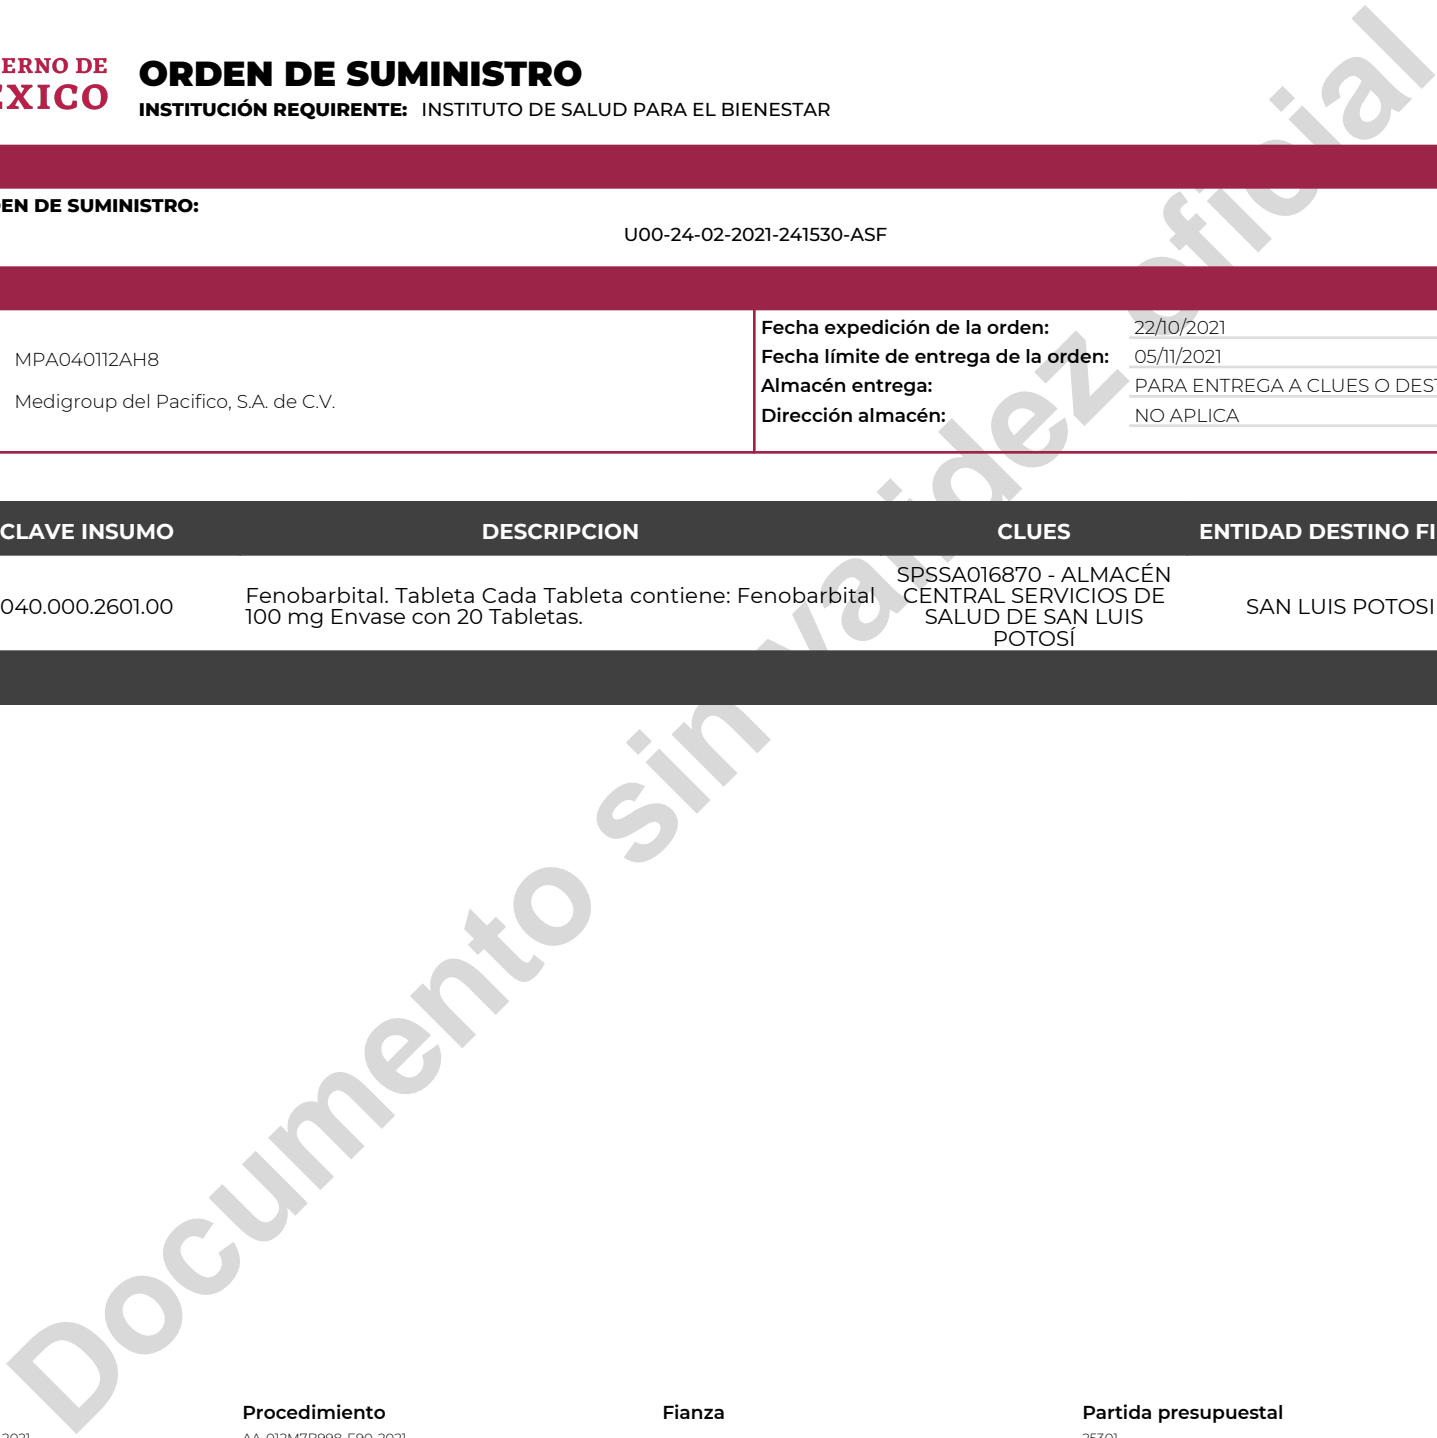 ERNO DE
EXICO
ORDEN DE SUMINISTRO
INSTITUCIÓN REQUIRENTE: INSTITUTO DE SALUD PARA EL BIENESTAR
EN DE SUMINISTRO:
U00-24-02-2021-241530-ASF
MPA040112AH8
Medigroup del Pacifico, S.A. de C.V.
Fecha expedición de la orden: 22/10/2021
Fecha límite de entrega de la orden: 05/11/2021
Almacén entrega: PARA ENTREGA A CLUES O DEST
Dirección almacén: NO APLICA
CLAVE INSUMO DESCRIPCION CLUES ENTIDAD DESTINO FI
040.000.2601.00
Fenobarbital. Tableta Cada Tableta contiene: Fenobarbital
100 mg Envase con 20 Tabletas.
SPSSA016870 - ALMACÉN
CENTRAL SERVICIOS DE
SALUD DE SAN LUIS
POTOSÍ
SAN LUIS POTOSI
Documento sin validez oficial
Procedimiento Fianza Partida presupuestal